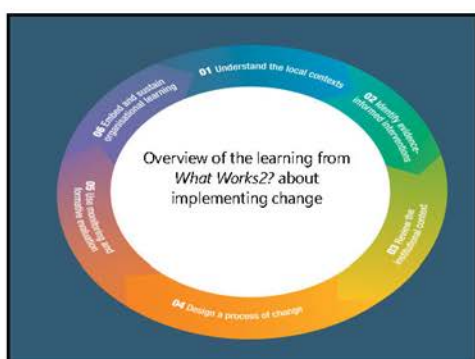 01 Understand the local contexts
02 Identify evidence-
informed interventions
03 Review the
institutional context
04 Design a process of change
05 Use monitoring and
formative evaluation
06 Embed and sustain
organisational learning
Overview of the learning from
What Works2?? about
implementing change